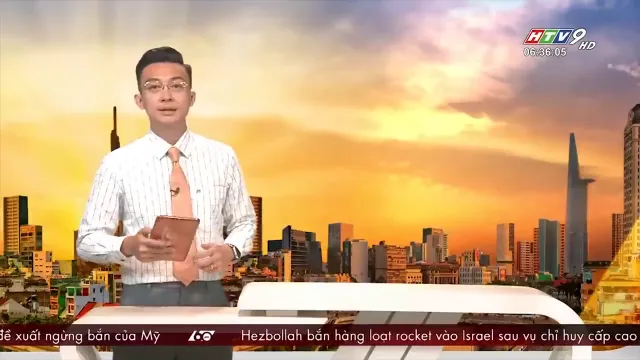 HTV9 HD
06:36:05
đề xuất ngừng bắn của Mỹ 60 Hezbollah bắn hàng loạt rocket vào Israel sau vụ chỉ huy cấp cao